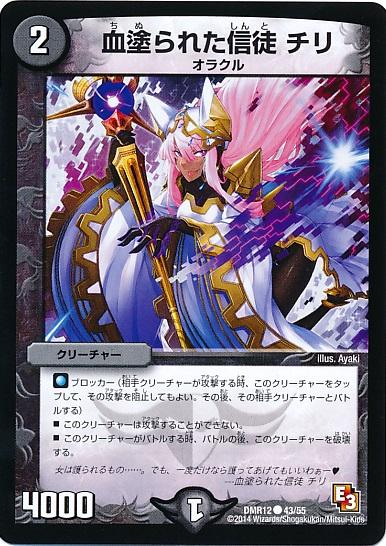 2
血塗られた信徒 チリ
ちぬ しんと
オラクル
illus. Ayaki
クリーチャー
ブロッカー(相手クリーチャーが攻撃する時、このクリーチャーをタップ
して、その攻撃を阻止してもよい。その後、その相手クリーチャーとバト
ルする)
■ このクリーチャーは攻撃することができない。
■ このクリーチャーがバトルする時、バトルの後、このクリーチャーを破壊
する。
女は護られるもの……。でも、一度だけなら護ってあげてもいいわぁー♥
---血塗られた信徒 チリ
4000
1
DMR12 ● 43/55
©2014 Wizards/Shogakukan/Mitsui-Kids
E3